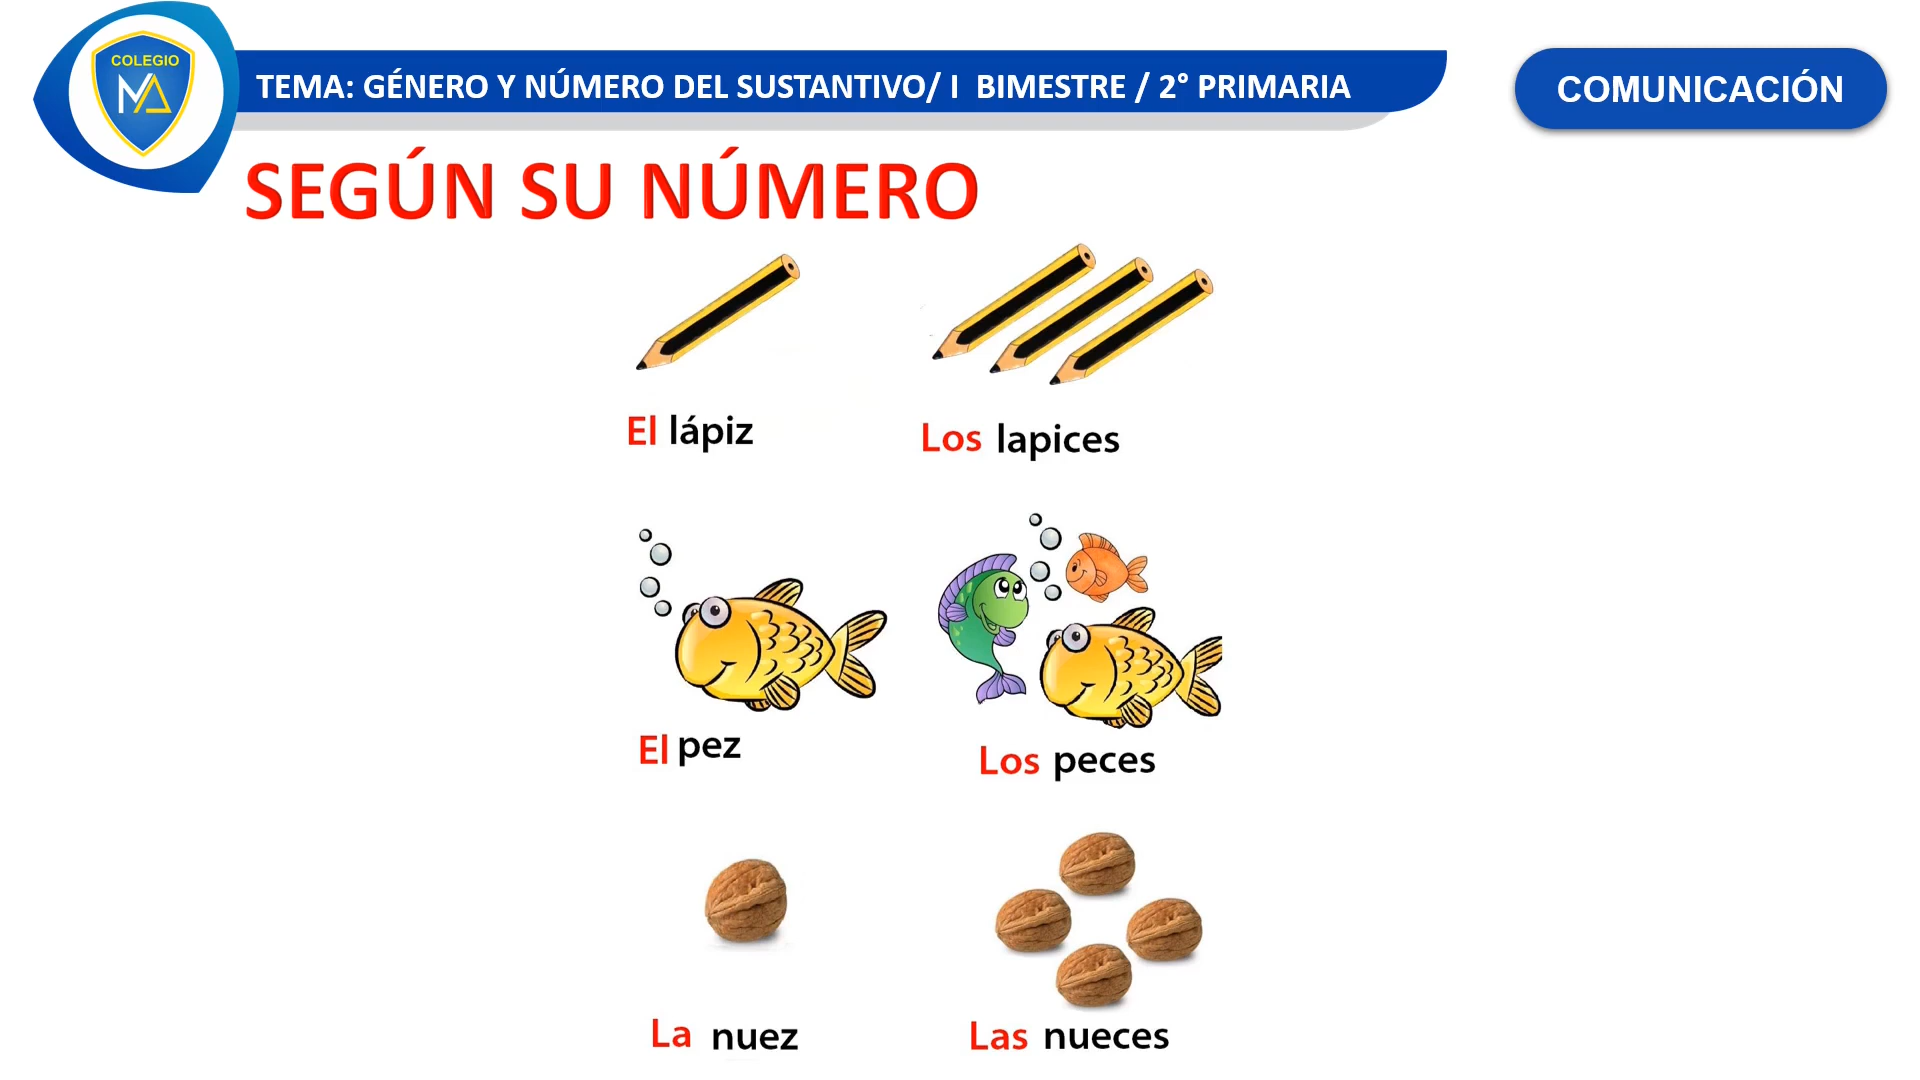 COLEGIO
MA
TEMA: GÉNERO Y NÚMERO DEL SUSTANTIVO/ I BIMESTRE / 2° PRIMARIA
COMUNICACIÓN
SEGÚN SU NÚMERO
El lápiz
Los lapices
El pez
Los peces
La nuez
Las nueces